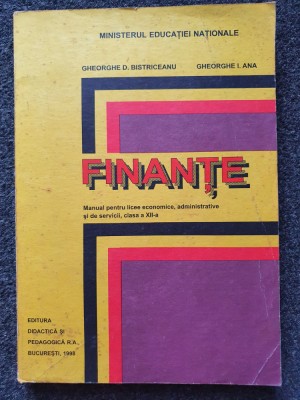 MINISTERUL EDUCAȚIEI NAȚIONALE
GHEORGHE D. BISTRICEANU GHEORGHE I. ANA
FINANȚE
Manual pentru licee economice, administrative
și de servicii, clasa a XII-a
EDITURA
DIDACTICĂ ȘI
PEDAGOGICĂ R.A.,
BUCUREȘTI, 1998